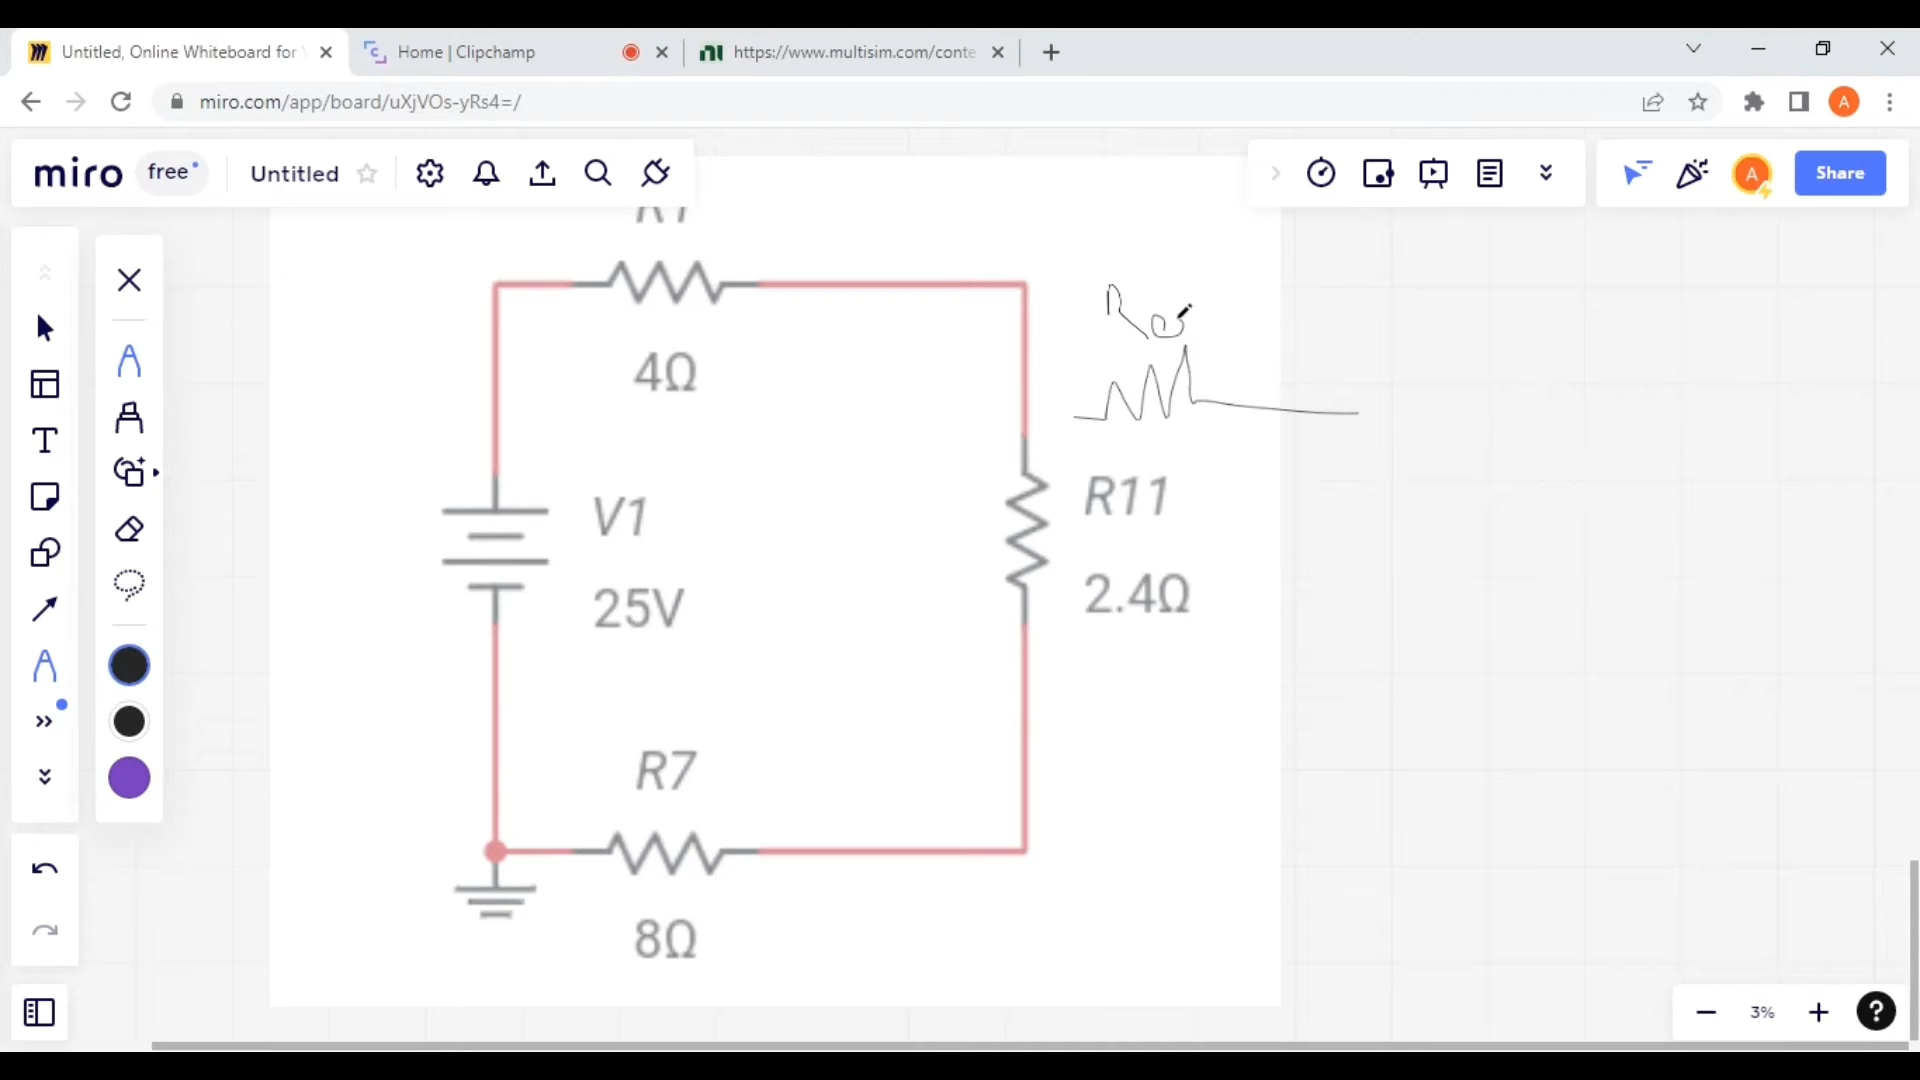 Untitled, Online Whiteboard for
Home | Clipchamp
https://www.multisim.com/conte
miro.com/app/board/uXjVOs-yRs4=/
A
miro
free
Untitled
A
Share
4Ω
V1
25V
R11
2.4Ω
R7
8Ω
3%